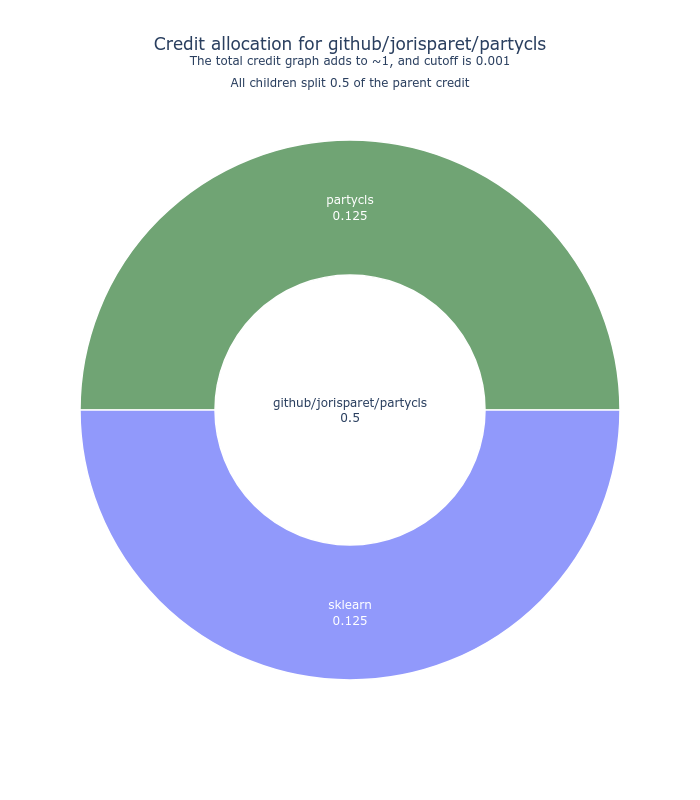 Credit allocation for github/jorisparet/partycls
The total credit graph adds to ~1, and cutoff is 0.001
All children split 0.5 of the parent credit
partycls
0.125
github/jorisparet/partycls
0.5
sklearn
0.125